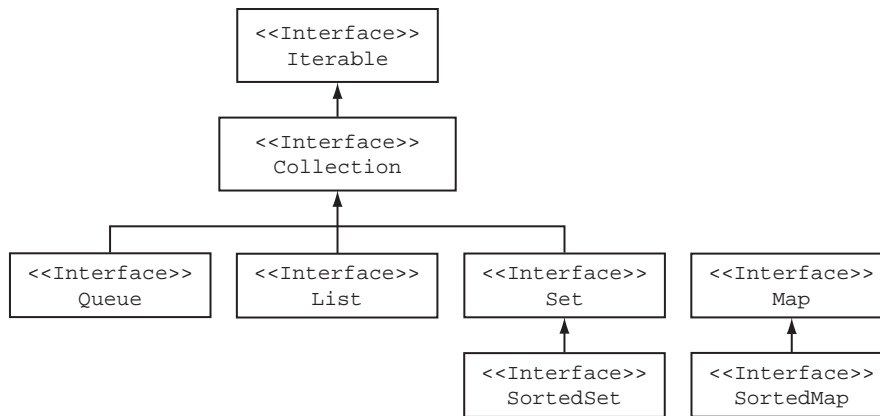 <<Interface>>
Iterable
<<Interface>>
Collection
<<Interface>>
Queue
<<Interface>>
List
<<Interface>>
Set
<<Interface>>
Map
<<Interface>>
SortedSet
<<Interface>>
SortedMap